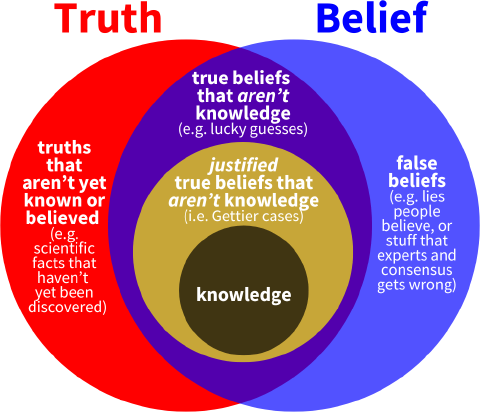 Truth
Belief
true beliefs
that aren't
knowledge
(e.g. lucky guesses)
truths
that
aren't yet
known or
believed
(e.g.
scientific
facts that
haven't
yet been
discovered)
justified
true beliefs that
aren't knowledge
(i.e. Gettier cases)
knowledge
false
beliefs
(e.g. lies
people
believe, or
stuff that
experts and
consensus
gets wrong)